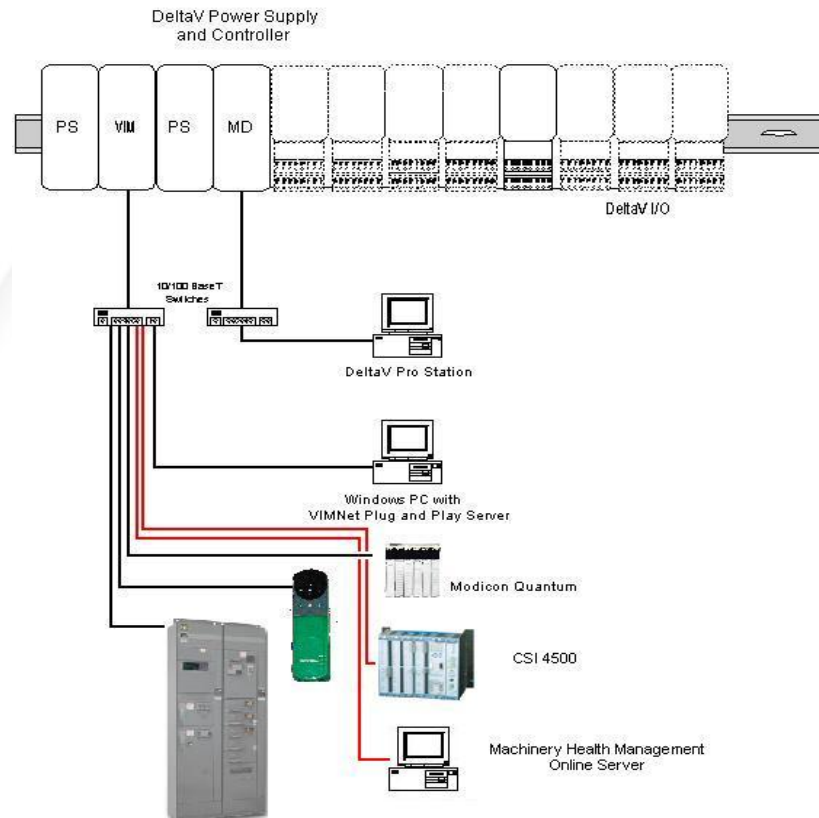 DeltaV Power Supply
and Controller
PS
VIM
PS
MD
DeltaV I/O
10/100 BaseT
Switches
DeltaV Pro Station
Windows PC with
VIMNet Plug and Play Server
Modicon Quantum
CSI 4500
Machinery Health Management
Online Server